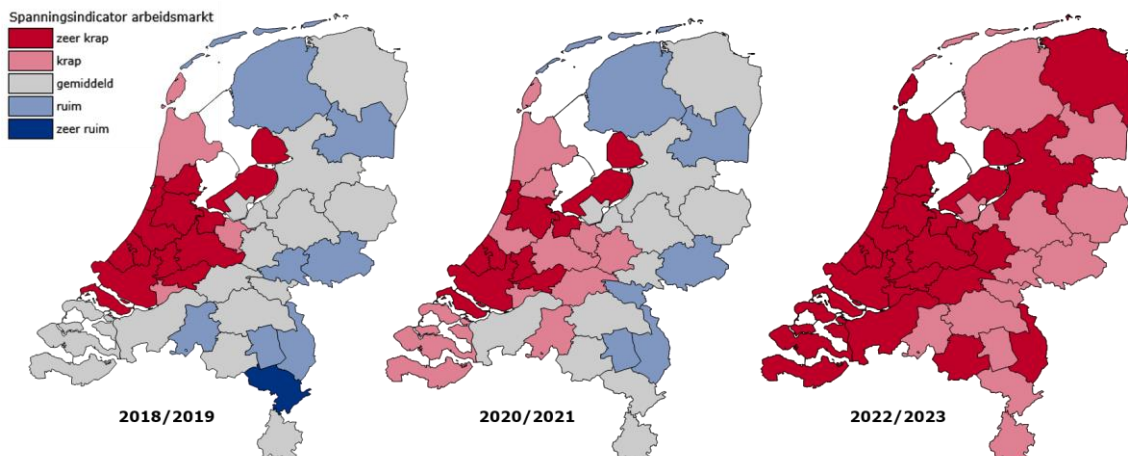 Spanningsindicator arbeidsmarkt
zeer krap
krap
gemiddeld
ruim
zeer ruim
2018/2019
2020/2021
2022/2023